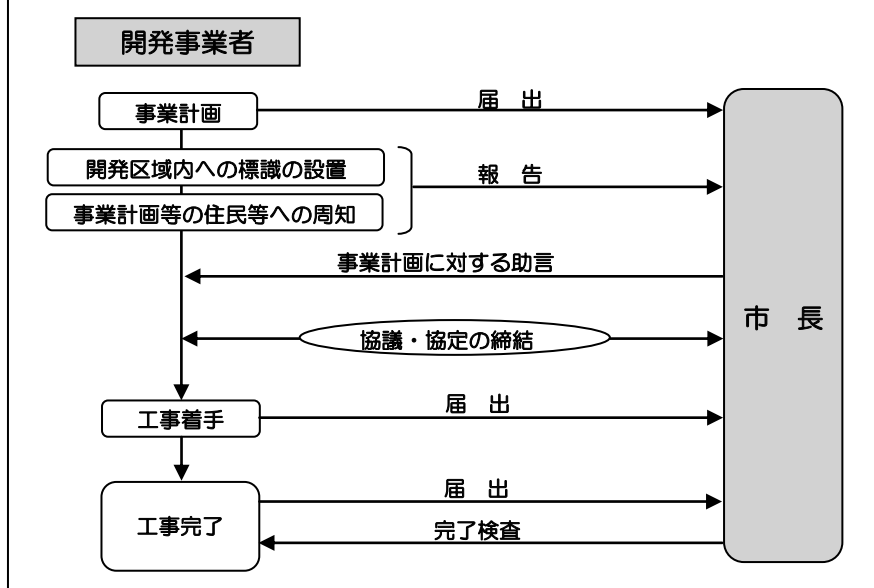 開発事業者
事業計画
届 出
開発区域内への標識の設置
報 告
事業計画等の住民等への周知
事業計画に対する助言
市 長
協議・協定の締結
工事着手
届 出
届 出
工事完了
完了検査